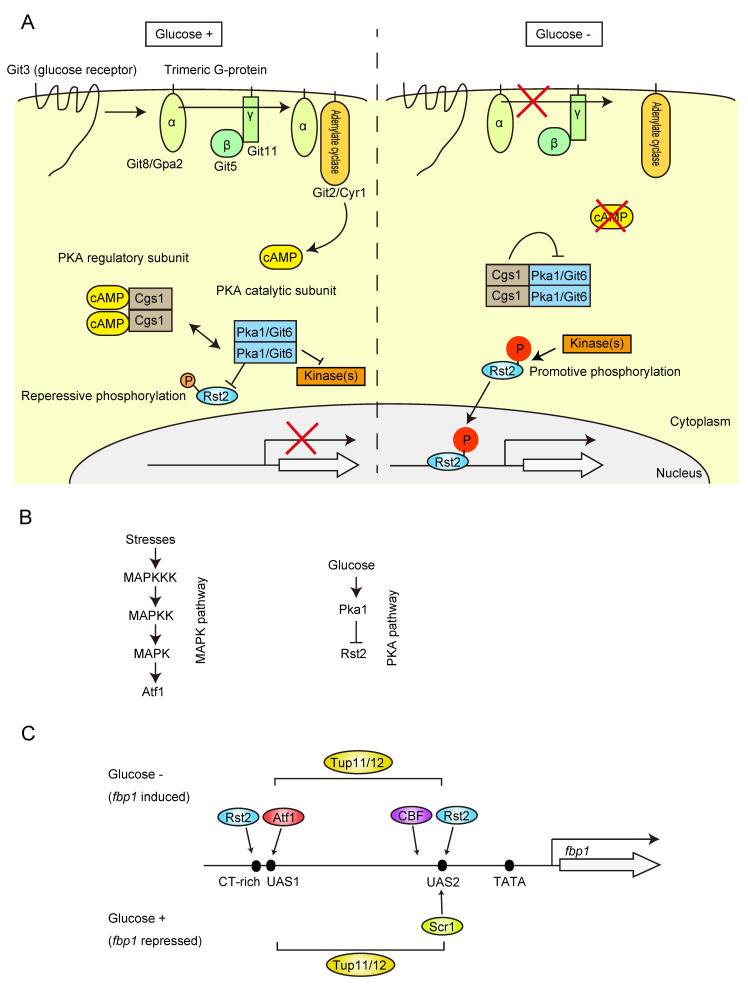 A
Glucose +
Glucose -
Git3 (glucose receptor)
Trimeric G-protein
α
γ
β
α
Adenylate cyclase
Git8/Gpa2
Git5
Git11
Git2/Cyr1
α
γ
β
Adenylate cyclase
cAMP
cAMP
PKA regulatory subunit
cAMP
Cgs1
cAMP
Cgs1
PKA catalytic subunit
Pka1/Git6
Pka1/Git6
Kinase(s)
P
Rst2
Reperessive phosphorylation
Cgs1
Pka1/Git6
Cgs1
Pka1/Git6
P
Kinase(s)
Rst2
Promotive phosphorylation
Cytoplasm
P
Rst2
Nucleus
B
Stresses
MAPKKK
MAPKK
MAPK
Atf1
MAPK pathway
Glucose
Pka1
Rst2
PKA pathway
C
Glucose -
(fbp1 induced)
Tup11/12
Rst2
Atf1
CBF
Rst2
fbp1
CT-rich
UAS1
UAS2
TATA
Glucose +
(fbp1 repressed)
Scr1
Tup11/12